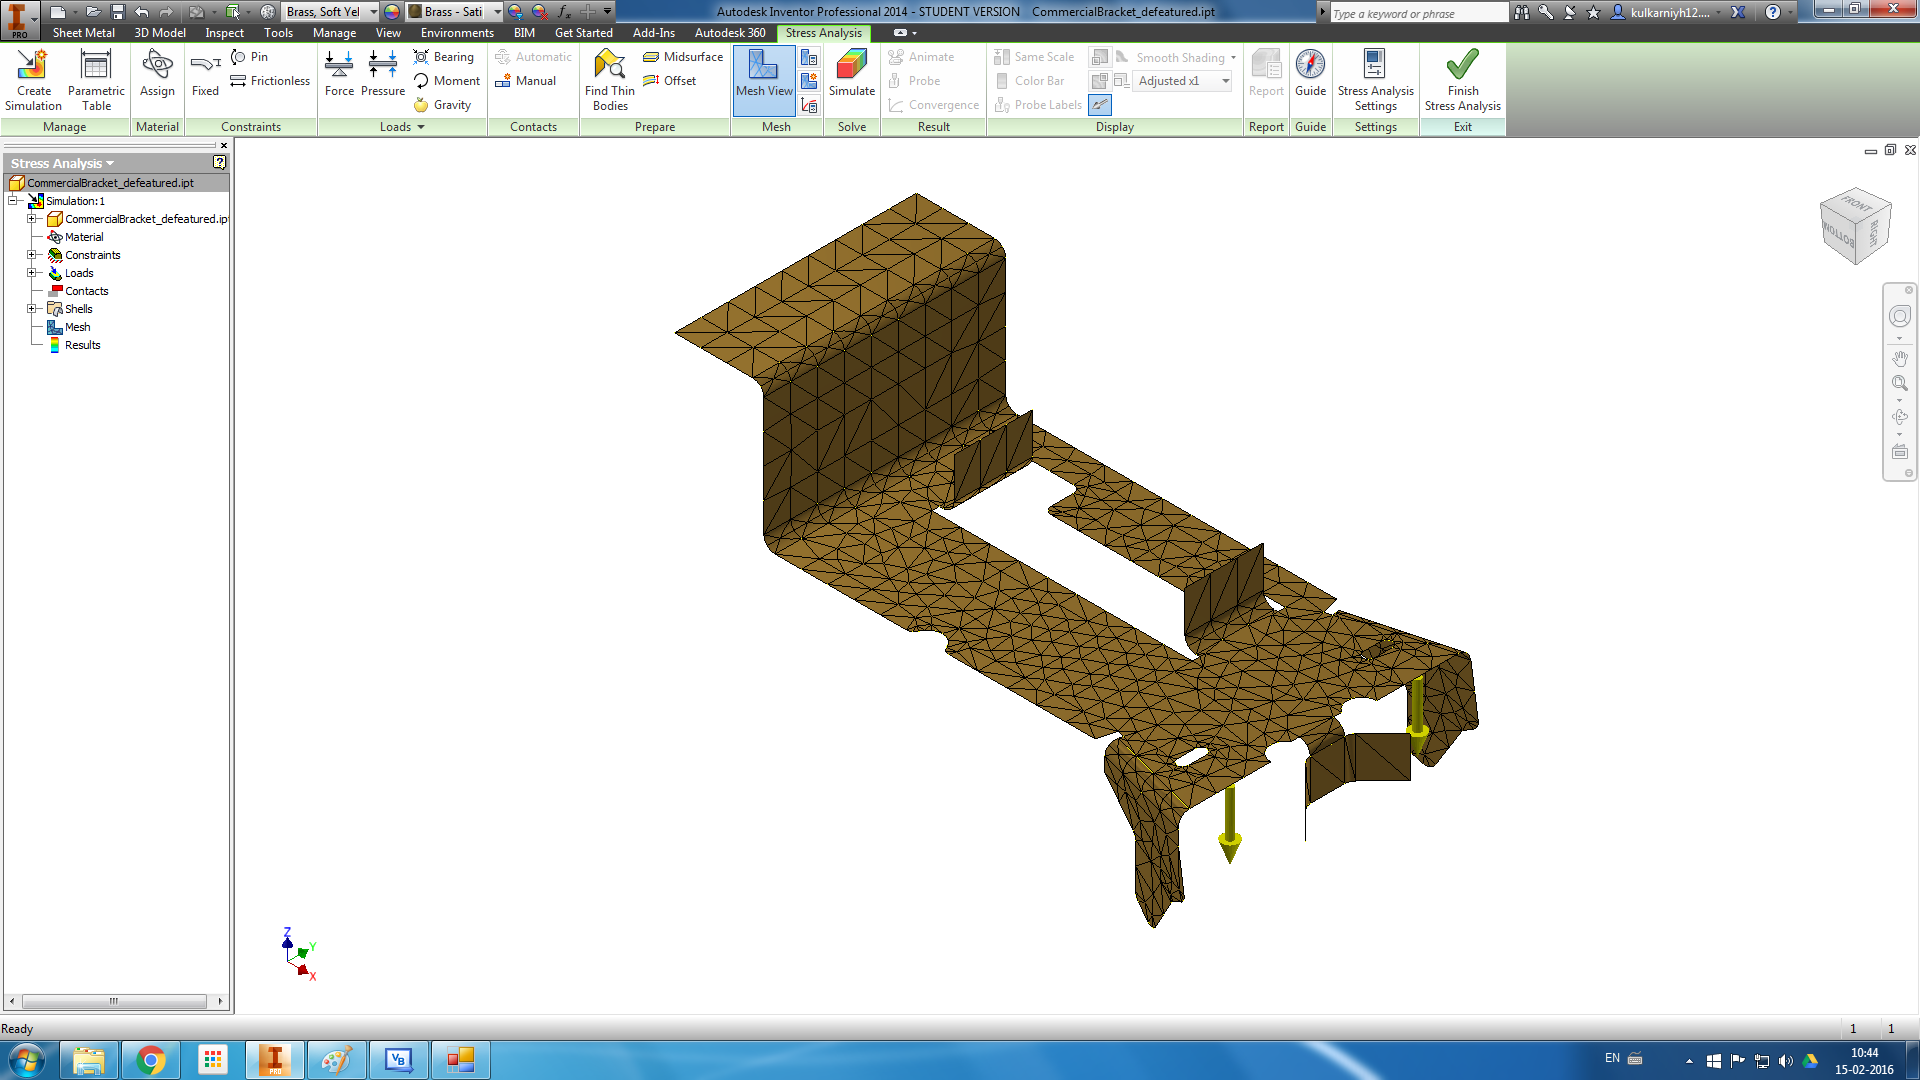 Brass, Soft Yel
Brass - Sati
Autodesk Inventor Professional 2014 - STUDENT VERSION CommercialBracket_defeatured.ipt
Type a keyword or phrase
kulkarniyh12....
PRO
Sheet Metal 3D Model Inspect Tools Manage View Environments BIM Get Started Add-Ins Autodesk 360 Stress Analysis
Create Simulation
Parametric Table
Manage
Assign
Material
Fixed
Pin
Frictionless
Constraints
Force
Pressure
Bearing
Moment
Gravity
Loads
Automatic
Manual
Contacts
Find Thin Bodies
Midsurface
Offset
Prepare
Mesh View
Mesh
Simulate
Solve
Animate
Probe
Convergence
Result
Same Scale
Color Bar
Probe Labels
Smooth Shading
Adjusted x1
Display
Report
Report
Guide
Guide
Stress Analysis Settings
Settings
Finish Stress Analysis
Exit
Stress Analysis
CommercialBracket_defeatured.ipt
Simulation:1
CommercialBracket_defeatured.ipt
Material
Constraints
Loads
Contacts
Shells
Mesh
Results
FRONT
BOTTOM
RIGHT
Z
Y
X
Ready
1 1
PRO
VB
EN
10:44
15-02-2016